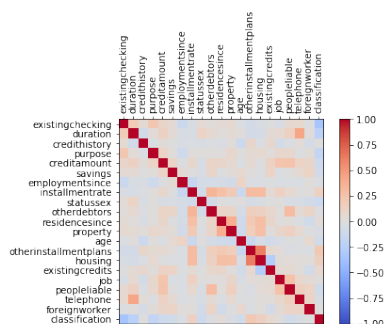 existingchecking
duration
credithistory
purpose
creditamount
savings
employmentsince
installmentrate
statussex
otherdebtors
residencesince
property
age
otherinstallmentplans
housing
existingcredits
job
peopleliable
telephone
foreignworker
classification
existingchecking
duration
credithistory
purpose
creditamount
savings
employmentsince
installmentrate
statussex
otherdebtors
residencesince
property
age
otherinstallmentplans
housing
existingcredits
job
peopleliable
telephone
foreignworker
classification
1.00
0.75
0.50
0.25
0.00
−0.25
−0.50
−0.75
−1.00